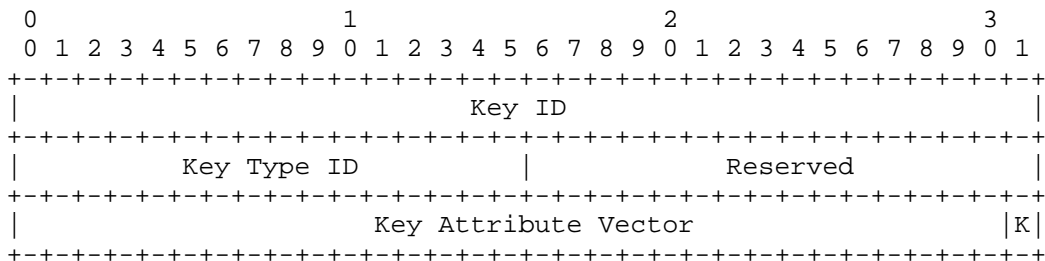 0                   1                   2                   3
 0 1 2 3 4 5 6 7 8 9 0 1 2 3 4 5 6 7 8 9 0 1 2 3 4 5 6 7 8 9 0 1
+-+-+-+-+-+-+-+-+-+-+-+-+-+-+-+-+-+-+-+-+-+-+-+-+-+-+-+-+-+-+-+-+
|                            Key ID                             |
+-+-+-+-+-+-+-+-+-+-+-+-+-+-+-+-+-+-+-+-+-+-+-+-+-+-+-+-+-+-+-+-+
|          Key Type ID          |            Reserved           |
+-+-+-+-+-+-+-+-+-+-+-+-+-+-+-+-+-+-+-+-+-+-+-+-+-+-+-+-+-+-+-+-+
|                      Key Attribute Vector                   |K|
+-+-+-+-+-+-+-+-+-+-+-+-+-+-+-+-+-+-+-+-+-+-+-+-+-+-+-+-+-+-+-+-+